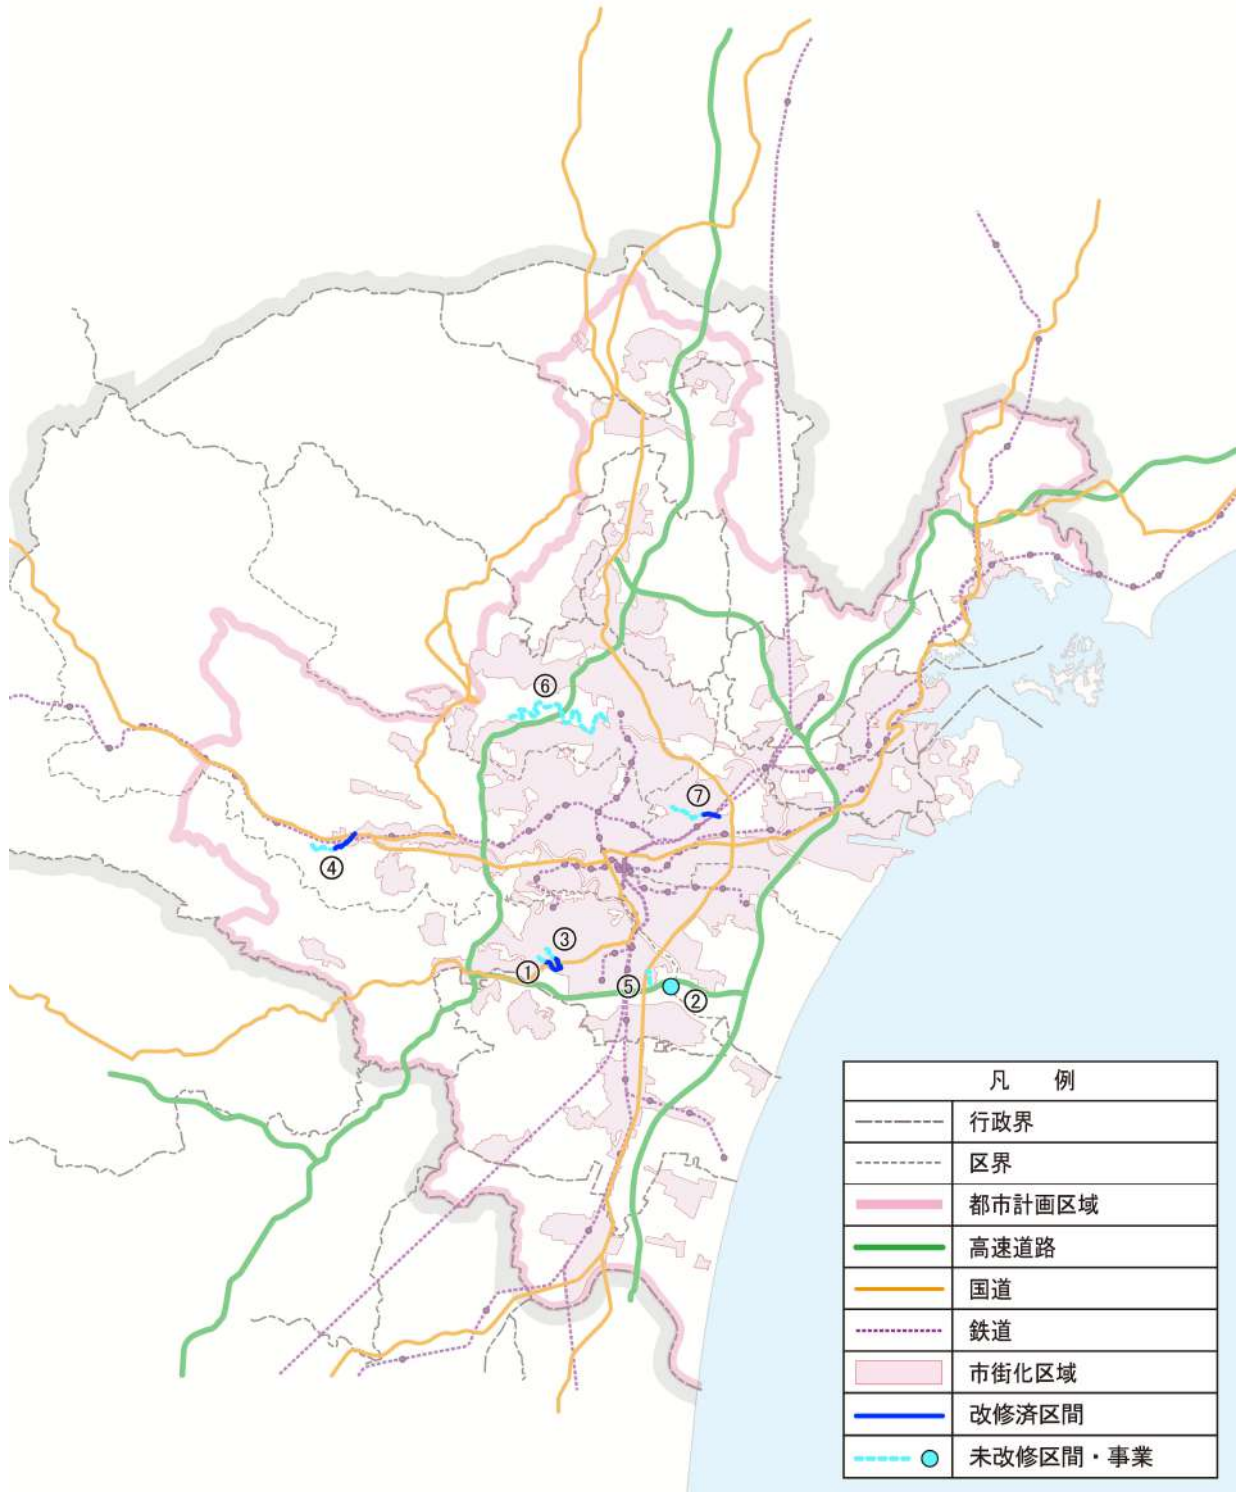 ⑥
⑦
④
③
①
⑤
②
凡 例
行政界
区界
都市計画区域
高速道路
国道
鉄道
市街化区域
改修済区間
未改修区間・事業